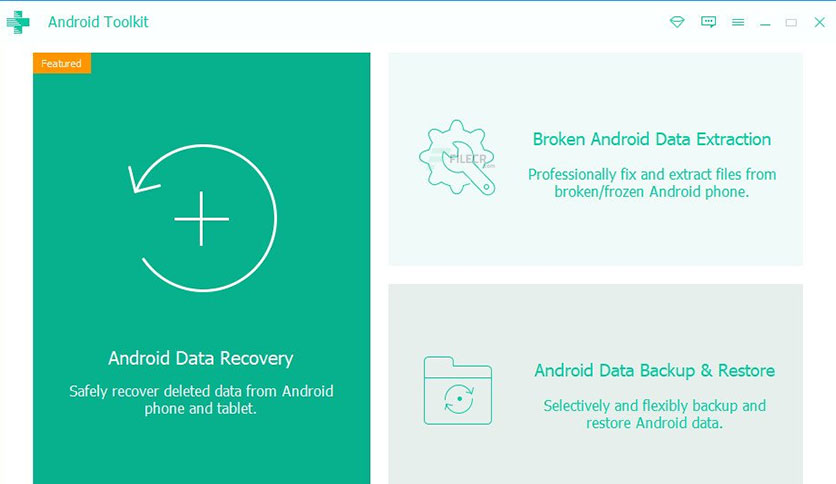 Android Toolkit
Featured
Android Data Recovery
Safely recover deleted data from Android
phone and tablet.
Broken Android Data Extraction
Professionally fix and extract files from
broken/frozen Android phone.
FILECR
.com
Android Data Backup & Restore
Selectively and flexibly backup and
restore Android data.